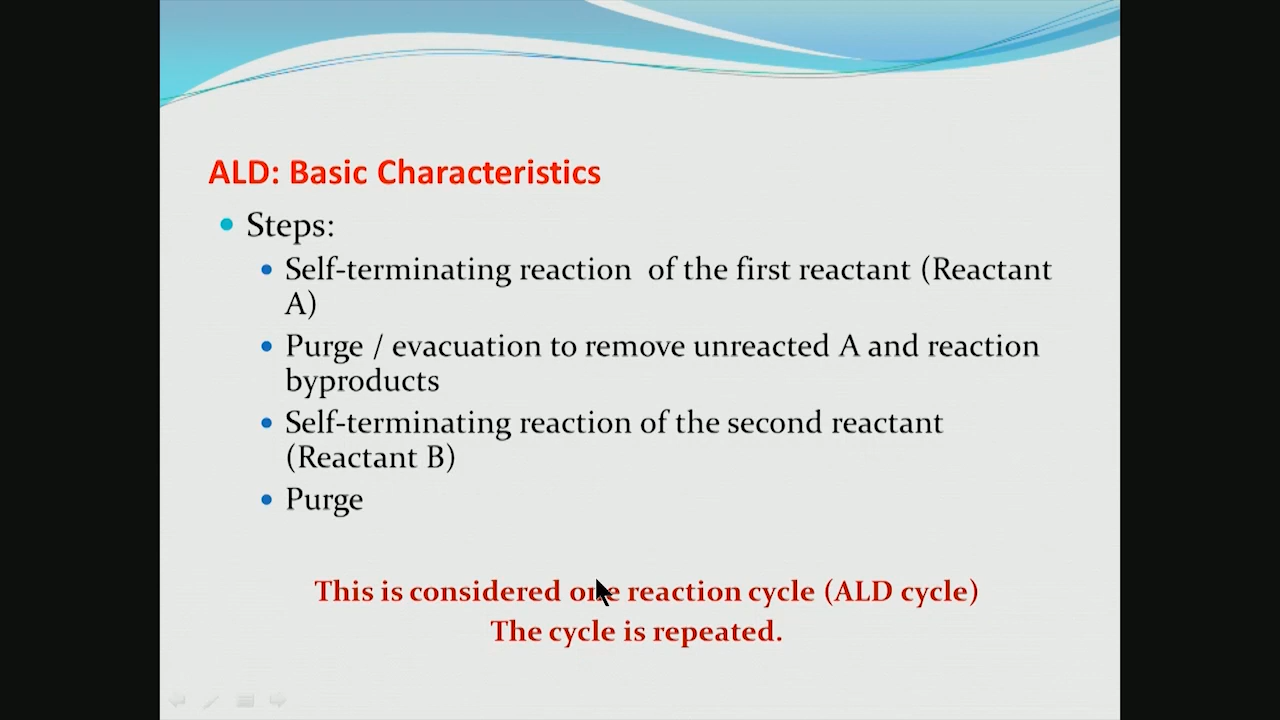 ALD: Basic Characteristics
Steps:
Self-terminating reaction of the first reactant (Reactant
A)
Purge / evacuation to remove unreacted A and reaction
byproducts
Self-terminating reaction of the second reactant
(Reactant B)
Purge
This is considered one reaction cycle (ALD cycle)
The cycle is repeated.